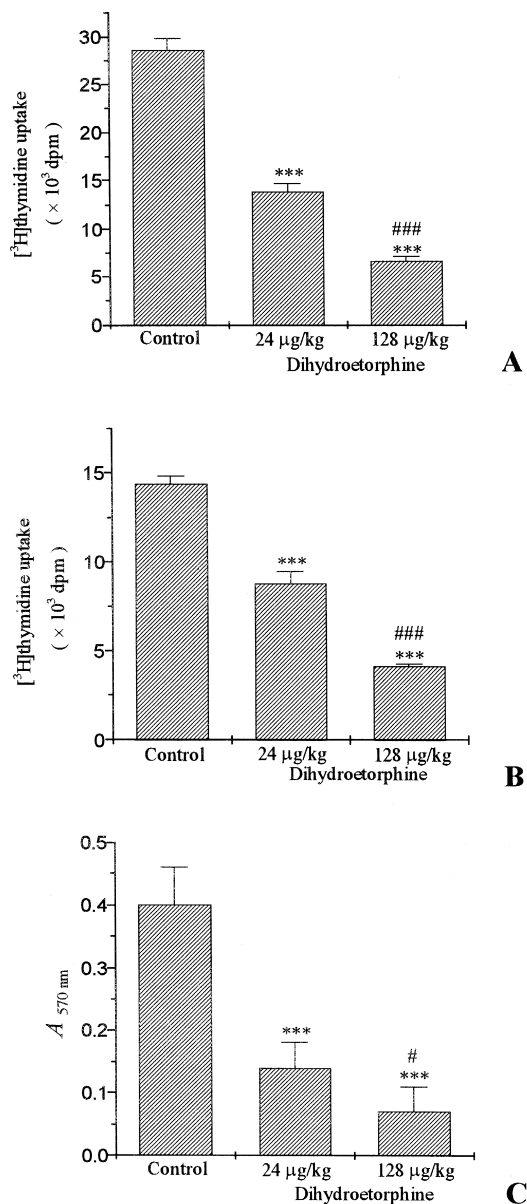 [³H]thymidine uptake
( × 10³ dpm )
30
25
20
15
10
5
0
***
###
***
Control
24 μg/kg
128 μg/kg
Dihydroetorphine
A
[³H]thymidine uptake
( × 10³ dpm )
15
10
5
0
***
###
***
Control
24 μg/kg
128 μg/kg
Dihydroetorphine
B
A 570 nm
0.5
0.4
0.3
0.2
0.1
0.0
***
#
***
Control
24 μg/kg
128 μg/kg
Dihydroetorphine
C